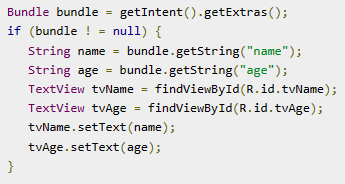 Bundle bundle = getIntent().getExtras();
if (bundle ! = null) {
String name = bundle.getString("name");
String age = bundle.getString("age");
TextView tvName = findViewById(R.id.tvName);
TextView tvAge = findViewById(R.id.tvAge);
tvName.setText(name);
tvAge.setText(age);
}